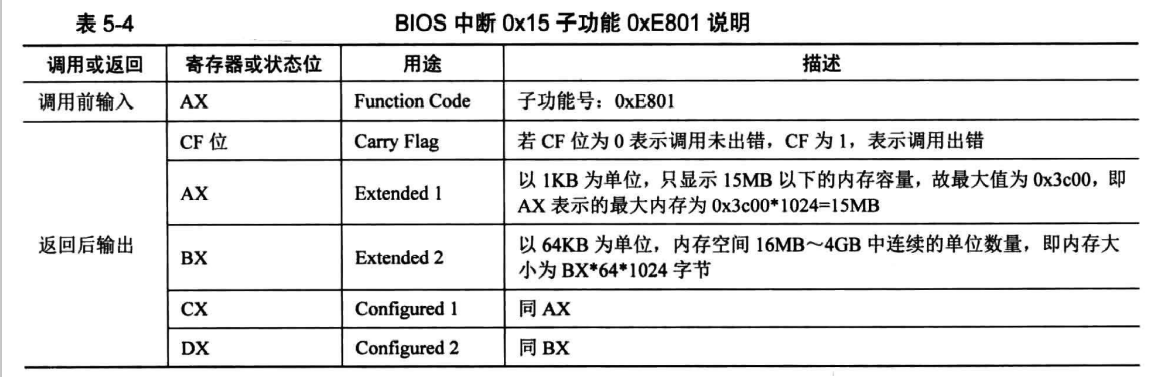 表 5-4 BIOS 中断 0x15 子功能 0xE801 说明
调用或返回 寄存器或状态位 用途 描述
调用前输入 AX Function Code 子功能号：0xE801
返回后输出
CF 位 Carry Flag 若 CF 位为 0 表示调用未出错，CF 为 1，表示调用出错
AX Extended 1 以 1KB 为单位，只显示 15MB 以下的内存容量，故最大值为 0x3c00，即
AX 表示的最大内存为 0x3c00*1024=15MB
BX Extended 2 以 64KB 为单位，内存空间 16MB～4GB 中连续的单位数量，即内存大
小为 BX*64*1024 字节
CX Configured 1 同 AX
DX Configured 2 同 BX